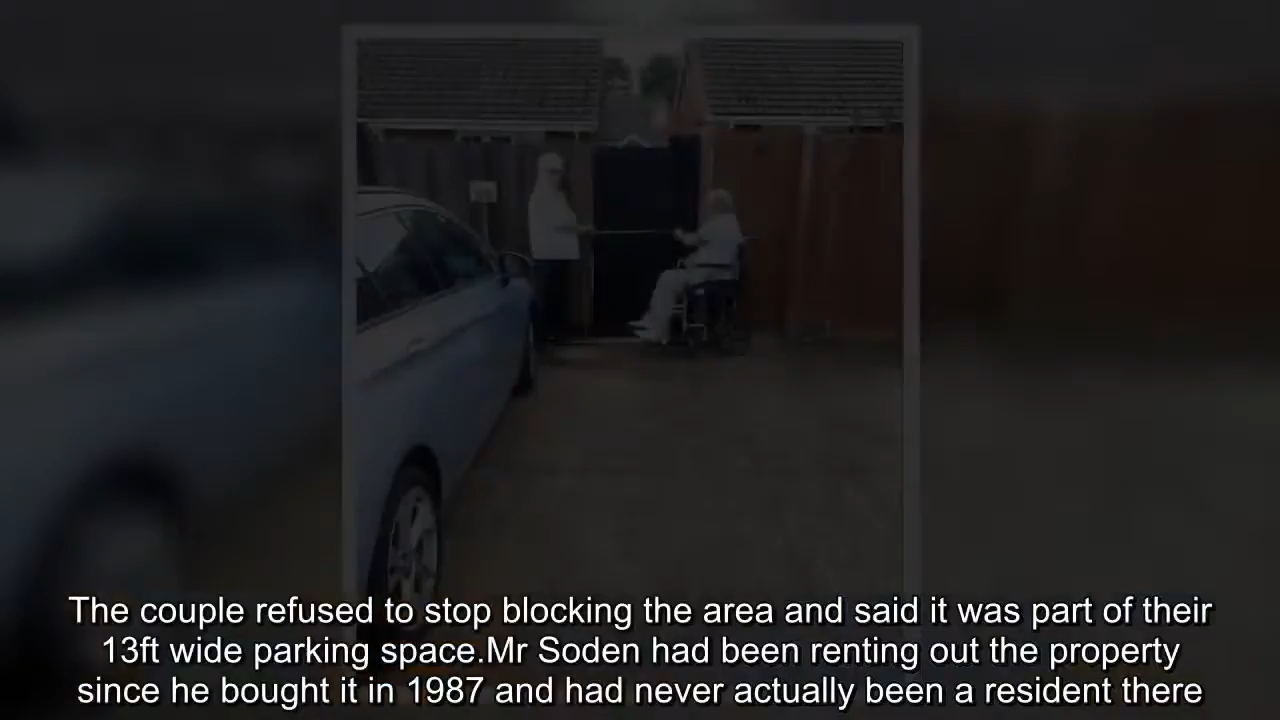 The couple refused to stop blocking the area and said it was part of their
13ft wide parking space.Mr Soden had been renting out the property
since he bought it in 1987 and had never actually been a resident there